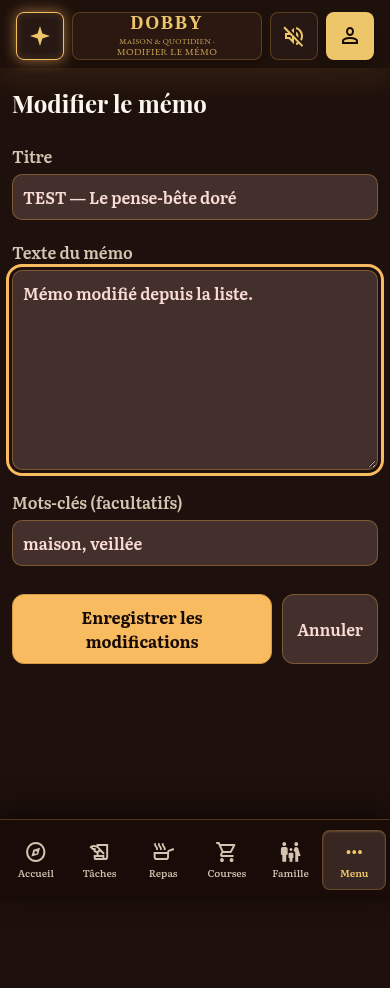 DOBBY
MAISON & QUOTIDIEN ·
MODIFIER LE MÉMO
Modifier le mémo
Titre
TEST — Le pense-bête doré
Texte du mémo
Mémo modifié depuis la liste.
Mots-clés (facultatifs)
maison, veillée
Enregistrer les
modifications
Annuler
Accueil
Tâches
Repas
Courses
Famille
Menu